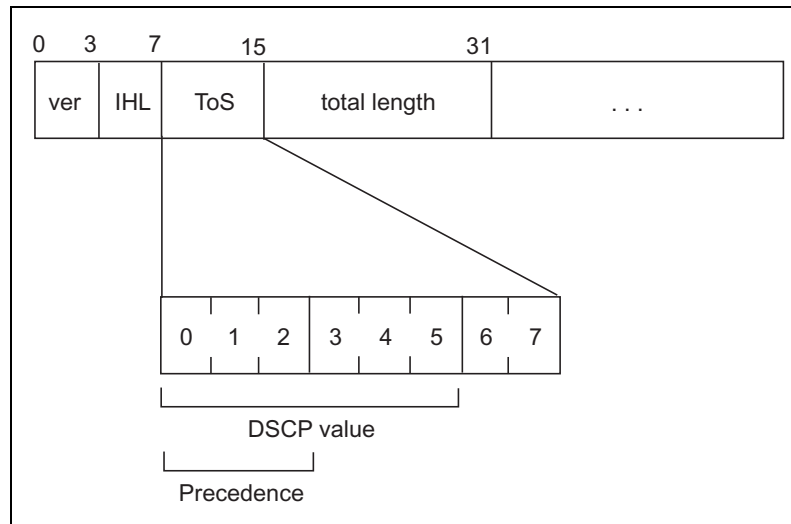 0 3 7 15 31
ver IHL ToS total length . . .
0 1 2 3 4 5 6 7
DSCP value
Precedence